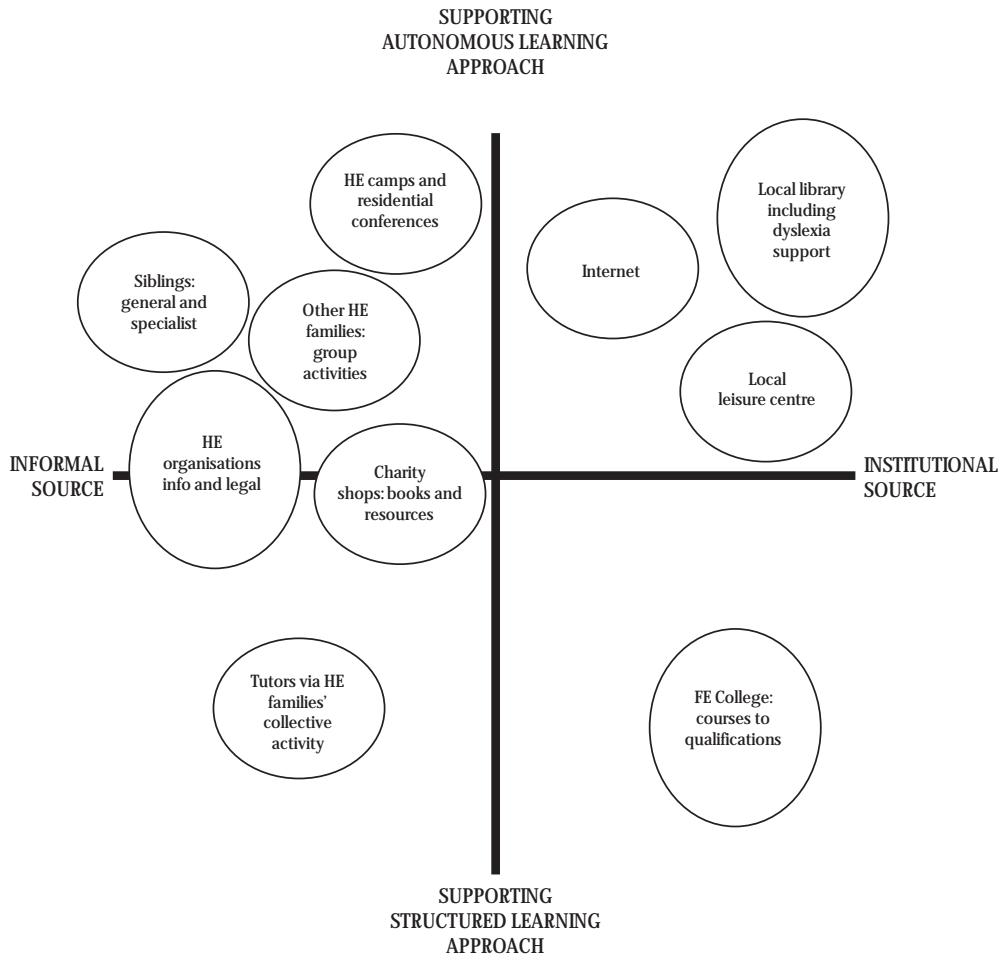 SUPPORTING
AUTONOMOUS LEARNING
APPROACH
HE camps and
residential
conferences
Local library
including
dyslexia
support
Internet
Siblings:
general and
specialist
Other HE
families:
group
activities
Local
leisure centre
HE
organisations
info and legal
Charity
shops: books and
resources
INFORMAL
SOURCE
INSTITUTIONAL
SOURCE
Tutors via HE
families’
collective
activity
FE College:
courses to
qualifications
SUPPORTING
STRUCTURED LEARNING
APPROACH